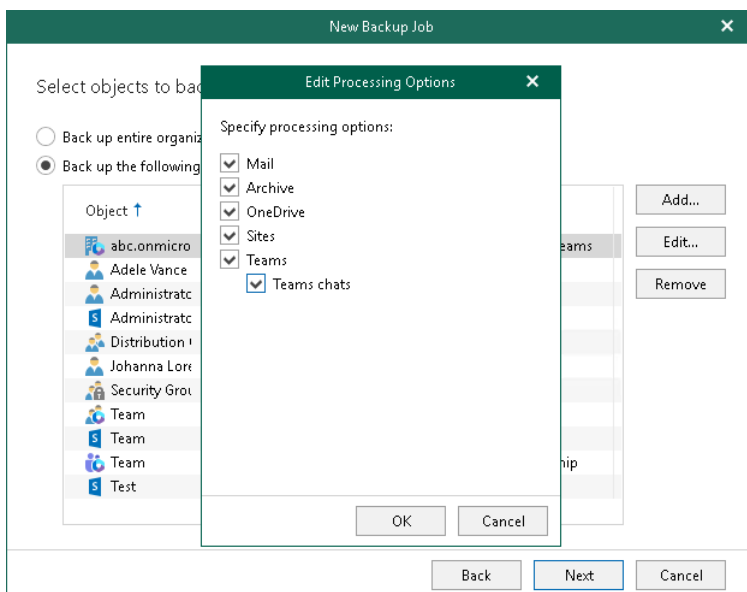 New Backup Job
Select objects to bac
Edit Processing Options
Specify processing options:
Back up entire organiz
Back up the following
Mail
Archive
OneDrive
Sites
Teams
Teams chats
Object
Add...
abc.onmicro
eams
Edit...
Adele Vance
Administratc
Remove
Administratc
Distribution
Johanna Lore
Security Grou
Team
Team
Team
hip
Test
OK
Cancel
Back
Next
Cancel